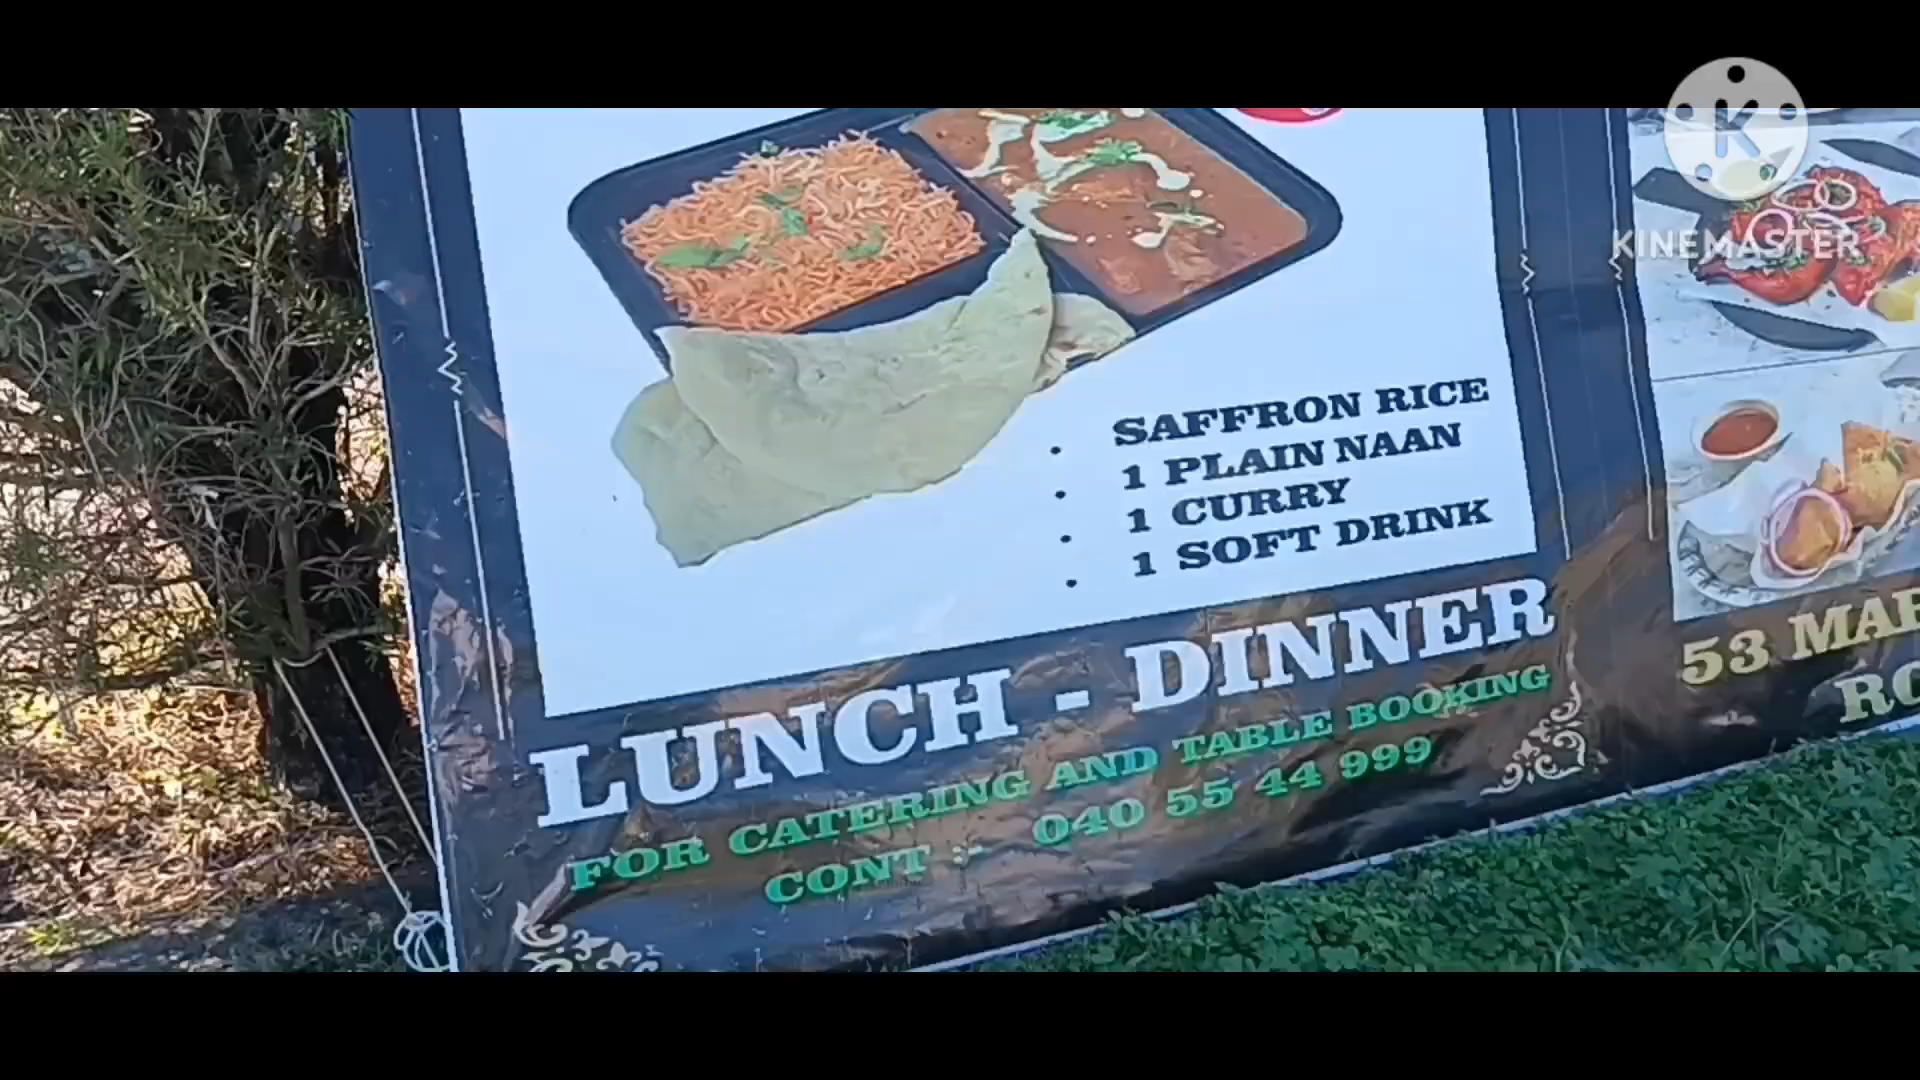 K
KINEMASTER
SAFFRON RICE
1 PLAIN NAAN
1 CURRY
1 SOFT DRINK
LUNCH - DINNER
FOR CATERING AND TABLE BOOKING
CONT :- 040 55 44 999
53